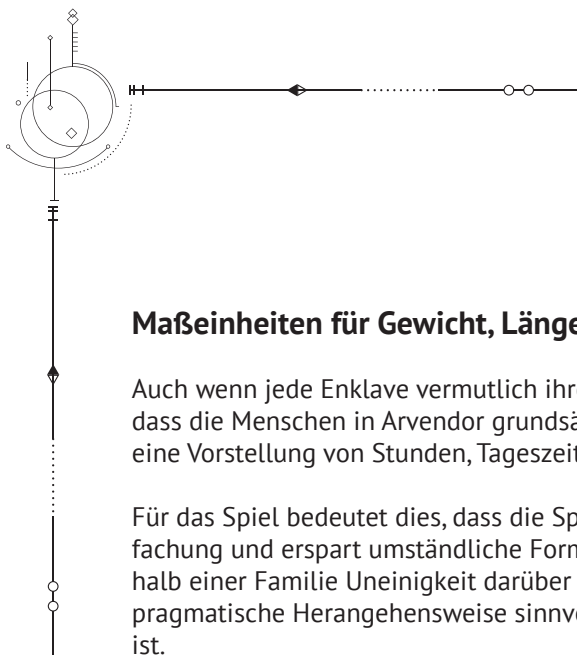 Maßeinheiten für Gewicht, Länge
Auch wenn jede Enklave vermutlich ihre
dass die Menschen in Arvendor grundsä
eine Vorstellung von Stunden, Tageszeit
Für das Spiel bedeutet dies, dass die Sp
fachung und erspart umständliche Form
halb einer Familie Uneinigkeit darüber
pragmatische Herangehensweise sinnvo
ist.